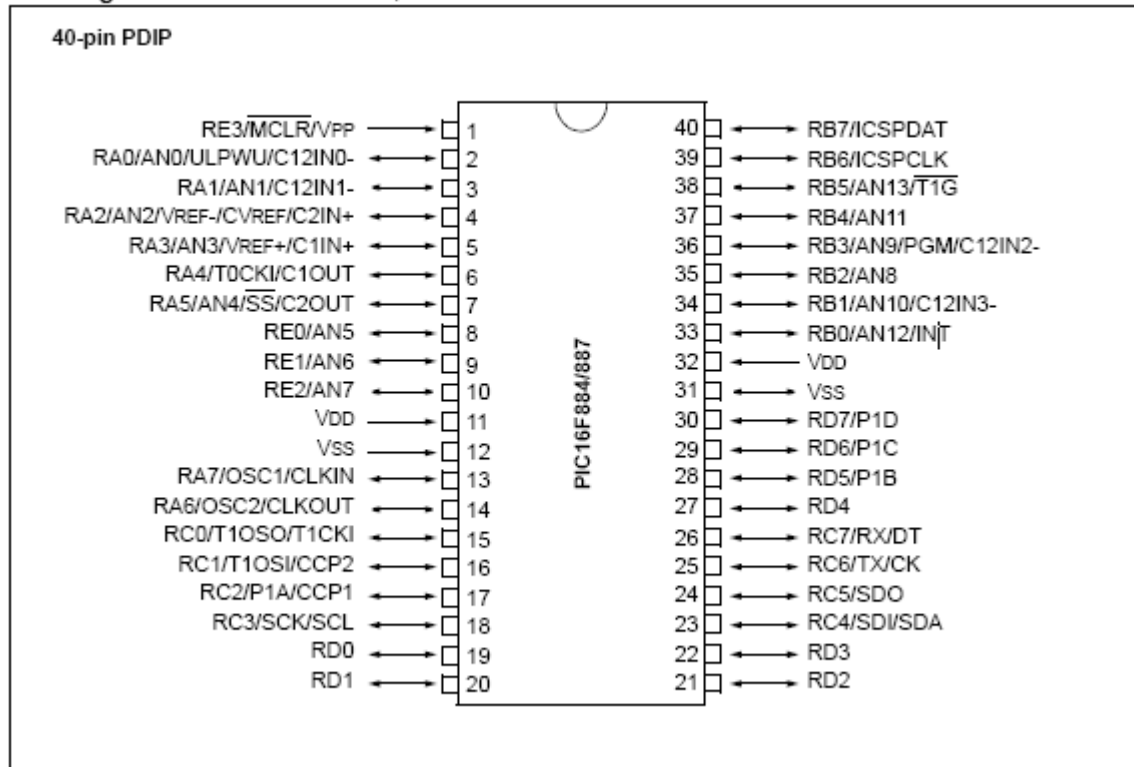 40-pin PDIP
RE3/MCLR/VPP 1 40 RB7/ICSPDAT
RA0/AN0/ULPWU/C12IN0- 2 39 RB6/ICSPCLK
RA1/AN1/C12IN1- 3 38 RB5/AN13/T1G
RA2/AN2/VREF-/CVREF/C2IN+ 4 37 RB4/AN11
RA3/AN3/VREF+/C1IN+ 5 36 RB3/AN9/PGM/C12IN2-
RA4/T0CKI/C1OUT 6 35 RB2/AN8
RA5/AN4/SS/C2OUT 7 34 RB1/AN10/C12IN3-
RE0/AN5 8 33 RB0/AN12/INT
RE1/AN6 9 32 VDD
RE2/AN7 10 31 VSS
VDD 11 30 RD7/P1D
VSS 12 29 RD6/P1C
RA7/OSC1/CLKIN 13 28 RD5/P1B
RA6/OSC2/CLKOUT 14 27 RD4
RC0/T1OSO/T1CKI 15 26 RC7/RX/DT
RC1/T1OSI/CCP2 16 25 RC6/TX/CK
RC2/P1A/CCP1 17 24 RC5/SDO
RC3/SCK/SCL 18 23 RC4/SDI/SDA
RD0 19 22 RD3
RD1 20 21 RD2
PIC16F884/887